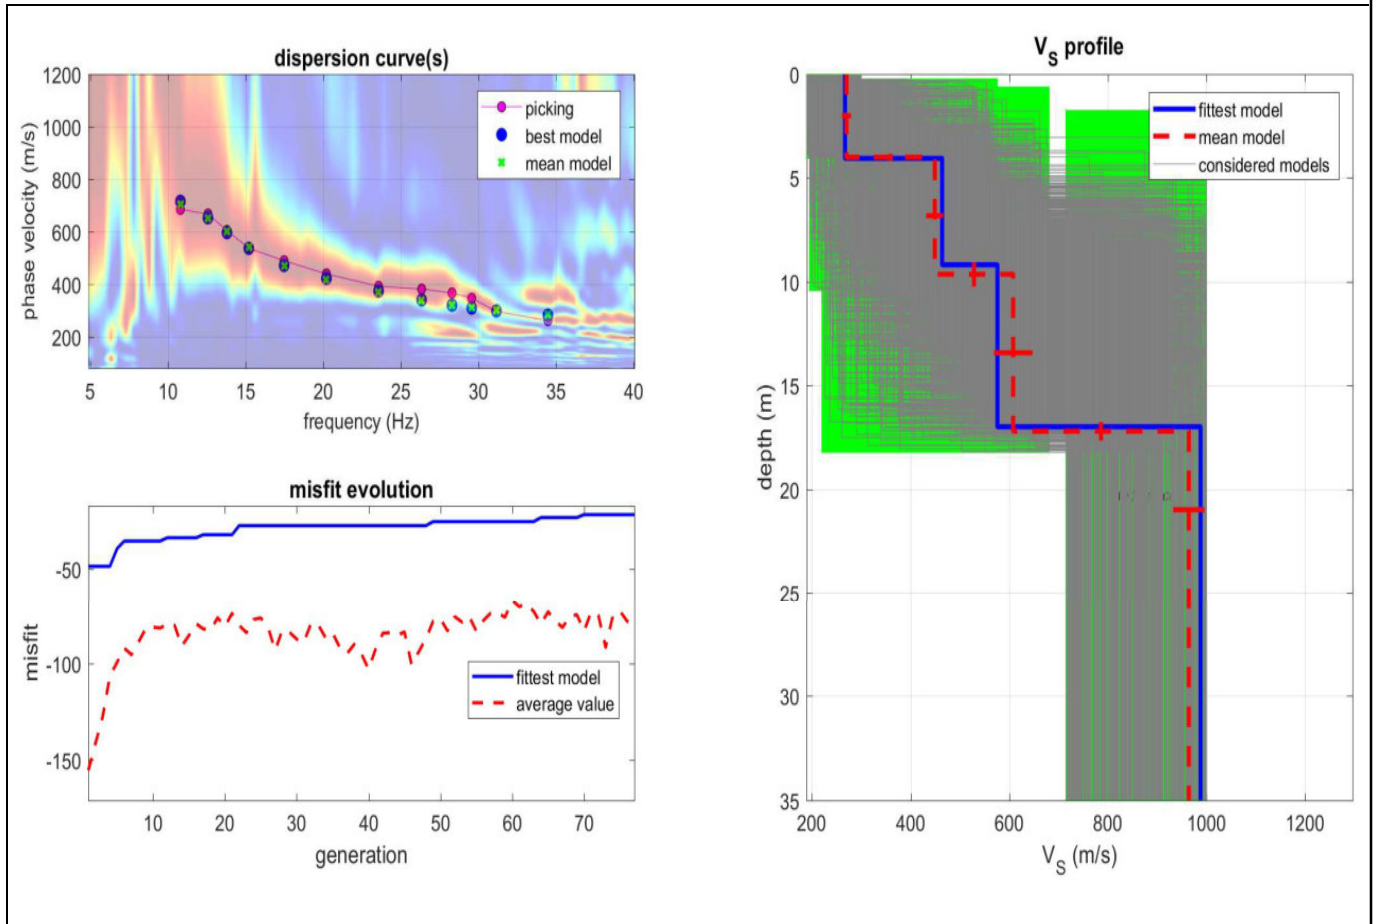 dispersion curve(s)
1200
1000
800
600
400
200
phase velocity (m/s)
picking
best model
mean model
5 10 15 20 25 30 35 40
frequency (Hz)
misfit evolution
-50
-100
-150
misfit
fittest model
average value
10 20 30 40 50 60 70
generation
V_S profile
0
5
10
15
20
25
30
35
depth (m)
fittest model
mean model
considered models
200 400 600 800 1000 1200
V_S (m/s)